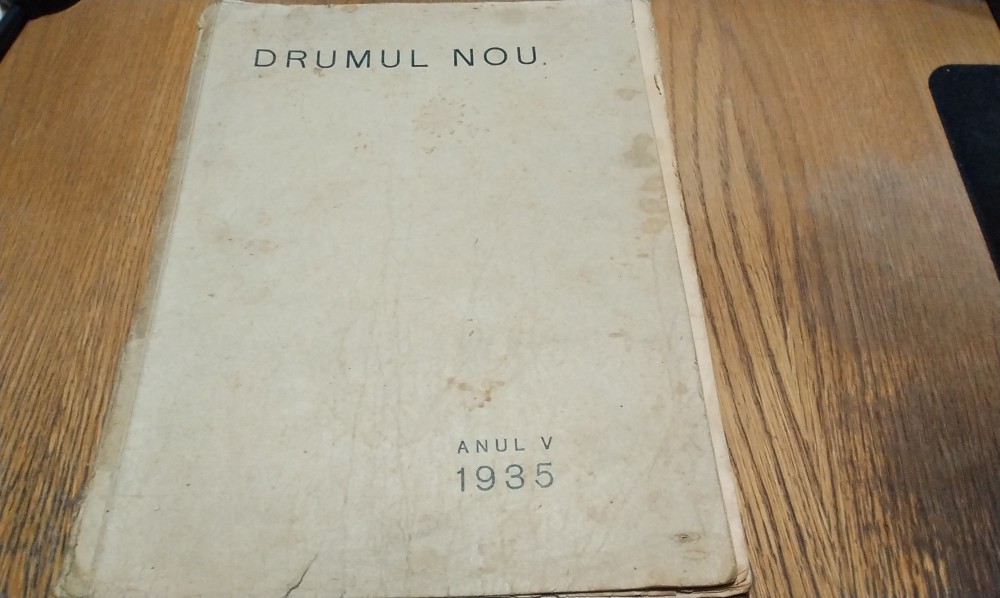 DRUMUL NOU.
ANUL V
1935